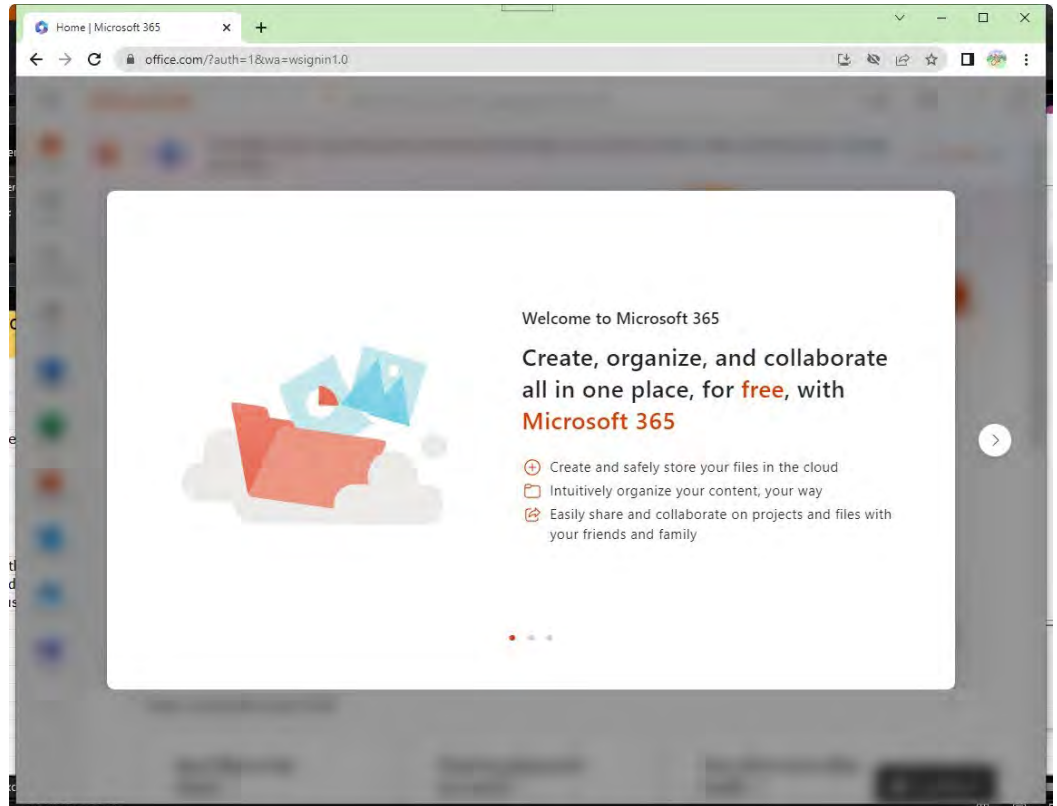 Home | Microsoft 365
office.com/?auth=1&wa=wsignin1.0
Welcome to Microsoft 365
Create, organize, and collaborate
all in one place, for free, with
Microsoft 365
Create and safely store your files in the cloud
Intuitively organize your content, your way
Easily share and collaborate on projects and files with
your friends and family